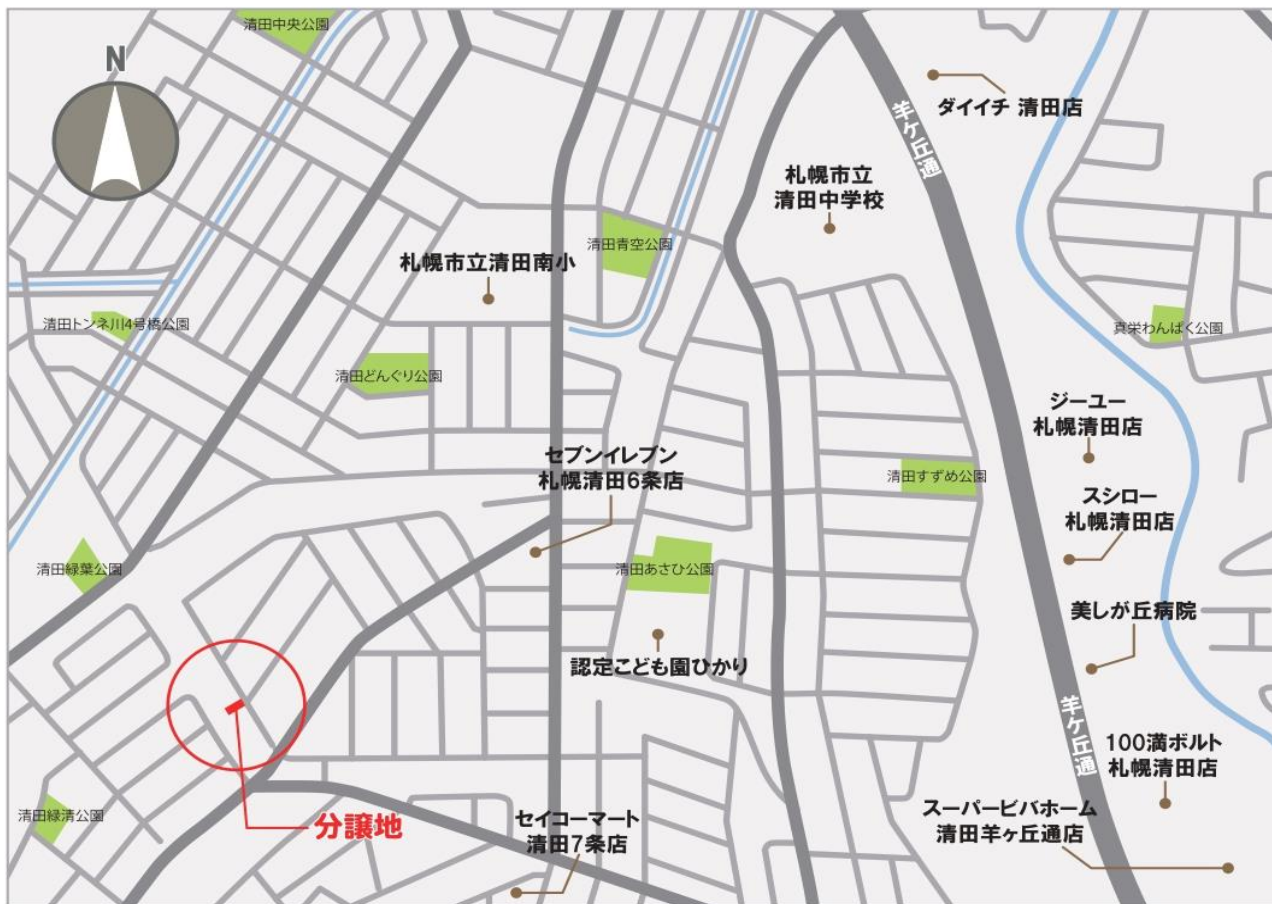 清田中央公園
N
ダイイチ 清田店
羊ケ丘通
札幌市立
清田中学校
清田青空公園
札幌市立清田南小
清田トンネ川4号橋公園
真栄わんぱく公園
清田どんぐり公園
ジーユー
札幌清田店
セブンイレブン
札幌清田6条店
清田すずめ公園
スシロー
札幌清田店
清田緑葉公園
清田あさひ公園
美しが丘病院
認定こども園ひかり
羊ケ丘通
100満ボルト
札幌清田店
清田緑清公園
分譲地
セイコーマート
清田7条店
スーパービバホーム
清田羊ヶ丘通店